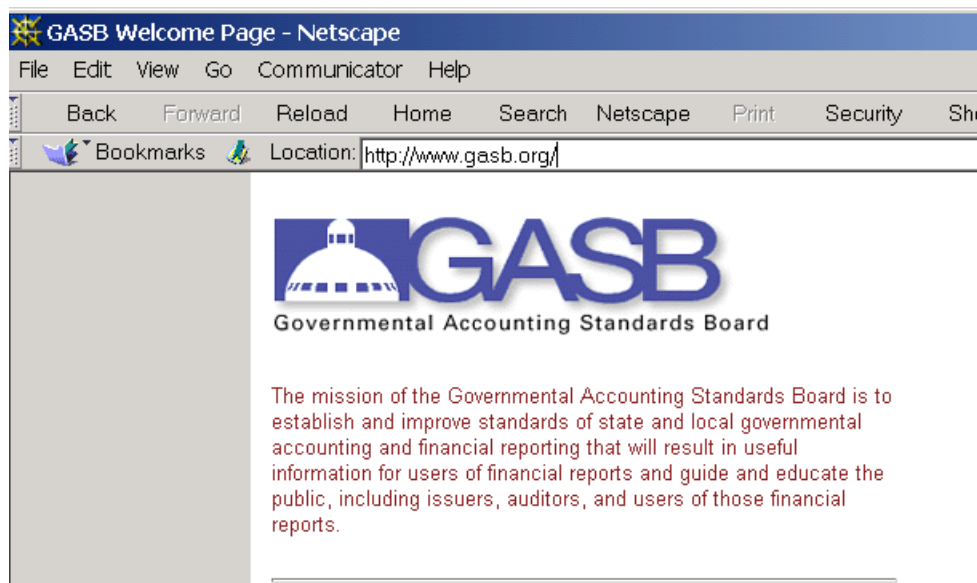 GASB Welcome Page - Netscape
File Edit View Go Communicator Help
Back Forward Reload Home Search Netscape Print Security
Bookmarks Location: http://www.gasb.org/
GASB
Governmental Accounting Standards Board
The mission of the Governmental Accounting Standards Board is to
establish and improve standards of state and local governmental
accounting and financial reporting that will result in useful
information for users of financial reports and guide and educate the
public, including issuers, auditors, and users of those financial
reports.